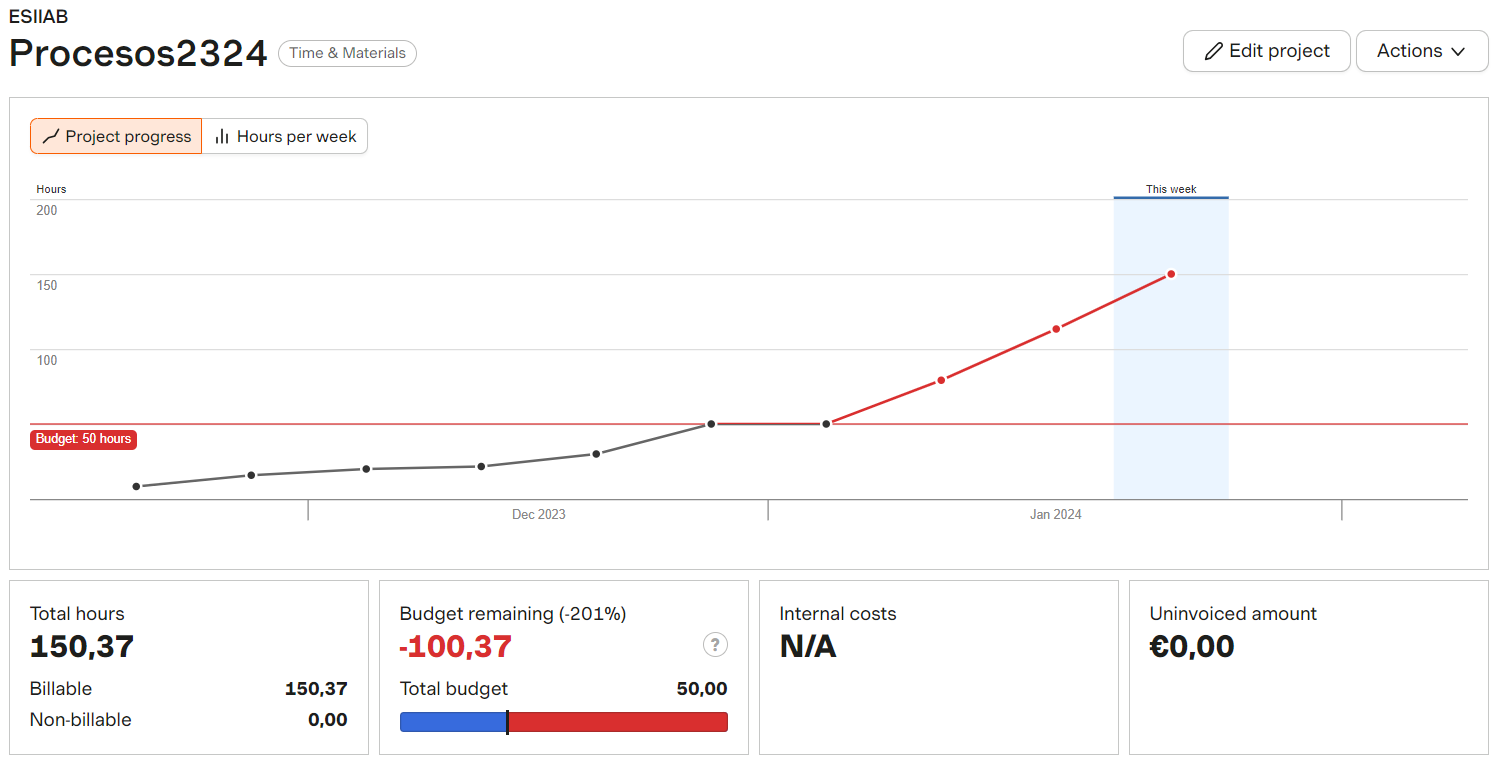 ESIIAB
Procesos2324 Time & Materials
Edit project Actions
Project progress Hours per week
Hours
This week
200
150
100
Budget: 50 hours
Dec 2023 Jan 2024
Total hours
150,37
Billable 150,37
Non-billable 0,00
Budget remaining (-201%)
-100,37
?
Total budget 50,00
Internal costs
N/A
Uninvoiced amount
€0,00